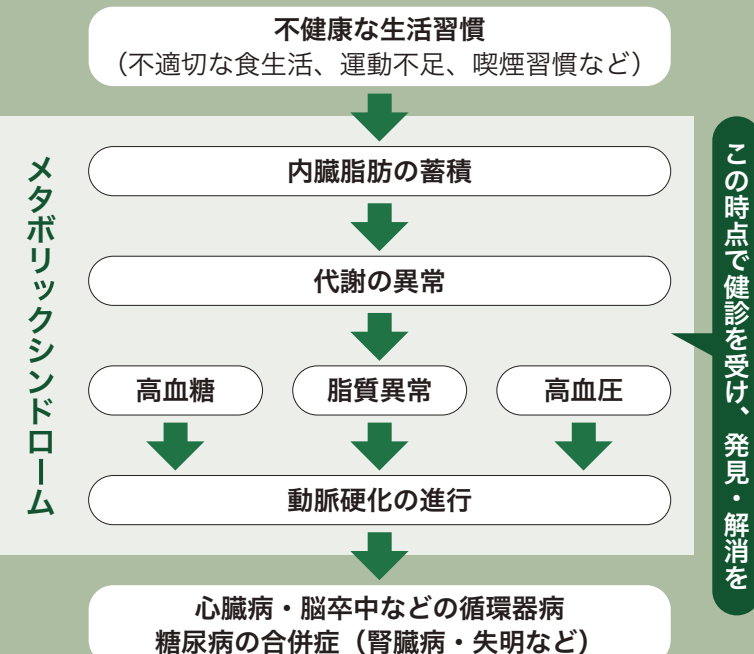 不健康な生活習慣
（不適切な食生活、運動不足、喫煙習慣など）
メタボリックシンドローム
内臓脂肪の蓄積
代謝の異常
高血糖
脂質異常
高血圧
動脈硬化の進行
この時点で健診を受け、発見・解消を
心臓病・脳卒中などの循環器病
糖尿病の合併症（腎臓病・失明など）